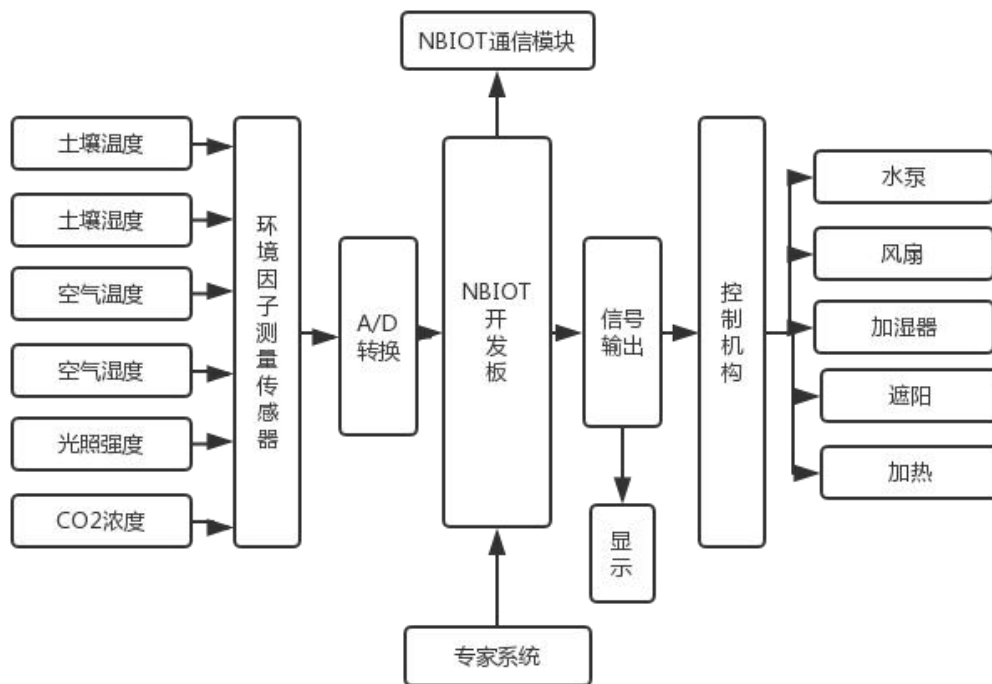 NBIOT通信模块
土壤温度
土壤湿度
空气温度
空气湿度
光照强度
CO2浓度
环境因子测量传感器
A/D
转换
NBIOT
开
发
板
信号
输出
显
示
控制机构
水泵
风扇
加湿器
遮阳
加热
专家系统